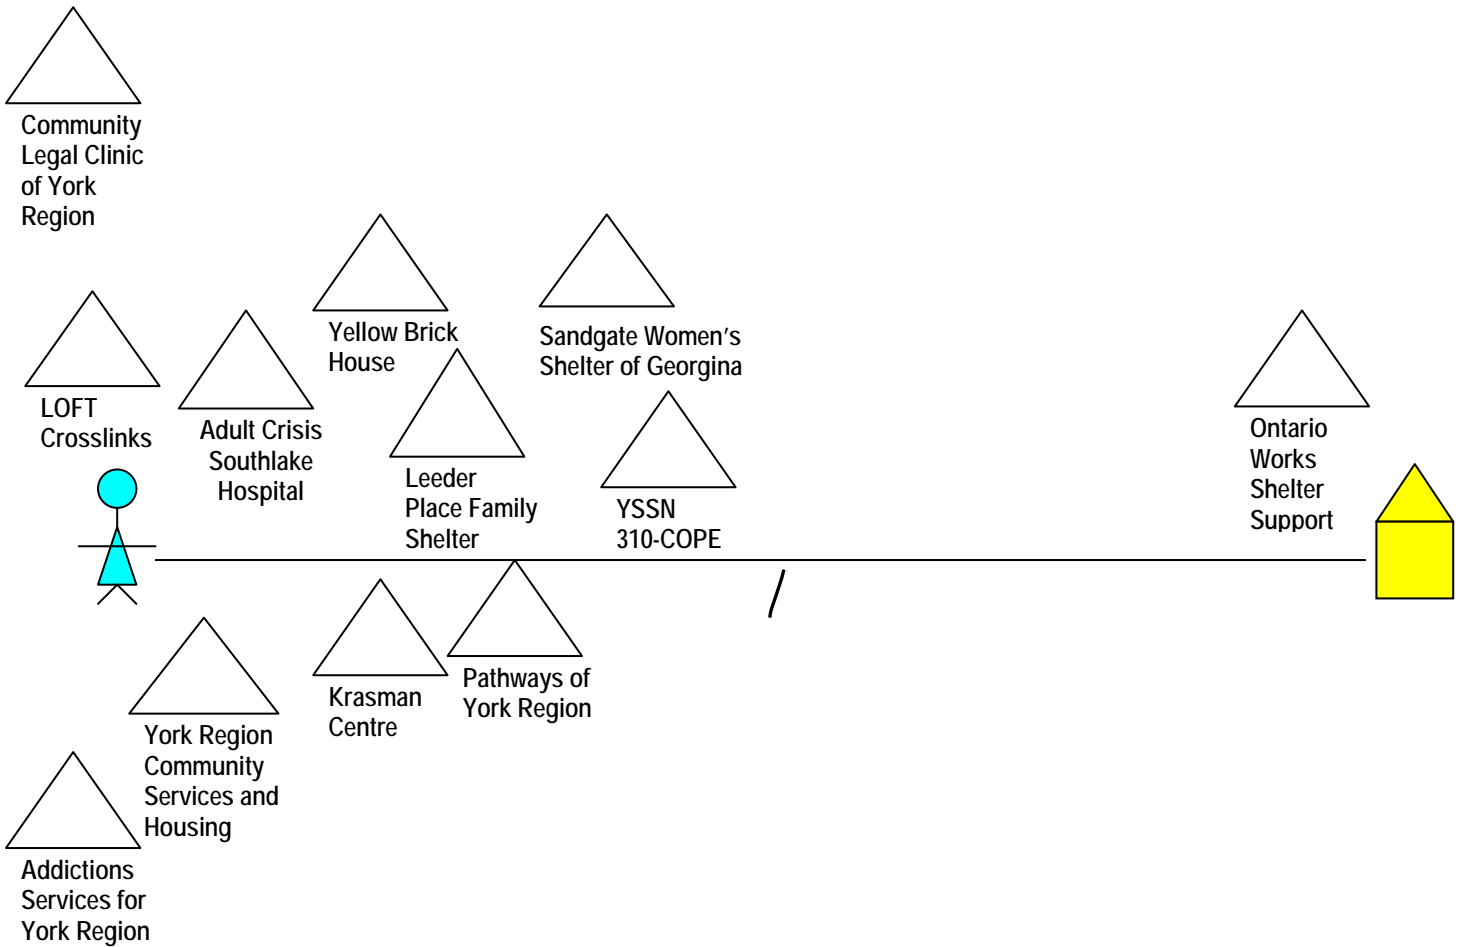 Community
Legal Clinic
of York
Region
Yellow Brick
House
Sandgate Women's
Shelter of Georgina
LOFT
Crosslinks
Adult Crisis
Southlake
Hospital
Leeder
Place Family
Shelter
YSSN
310-COPE
Ontario
Works
Shelter
Support
York Region
Community
Services and
Housing
Krasman
Centre
Pathways of
York Region
Addictions
Services for
York Region